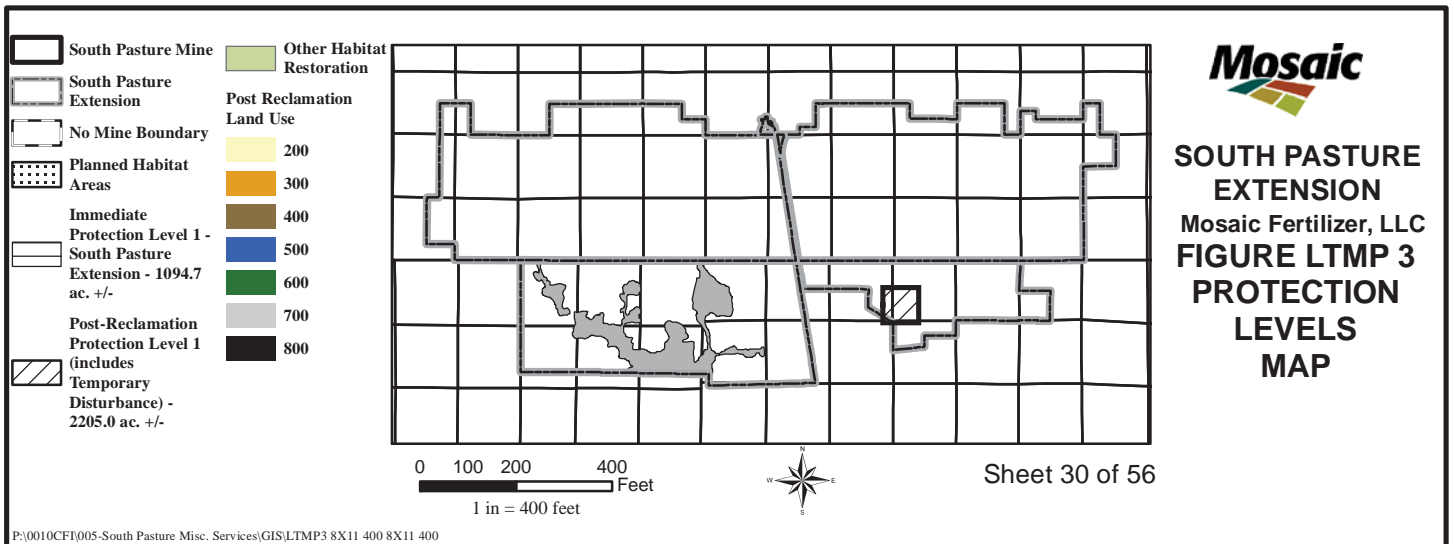 South Pasture Mine
South Pasture
Extension
No Mine Boundary
Planned Habitat
Areas
Immediate
Protection Level 1 -
South Pasture
Extension - 1094.7
ac. +/-
Post-Reclamation
Protection Level 1
(includes
Temporary
Disturbance) -
2205.0 ac. +/-
Other Habitat
Restoration
Post Reclamation
Land Use
200
300
400
500
600
700
800
0 100 200 400
Feet
1 in = 400 feet
N
W E
S
Sheet 30 of 56
Mosaic
SOUTH PASTURE
EXTENSION
Mosaic Fertilizer, LLC
FIGURE LTMP 3
PROTECTION
LEVELS
MAP
P:\0010CFI\005-South Pasture Misc. Services\GIS\LTMP3 8X11 400 8X11 400